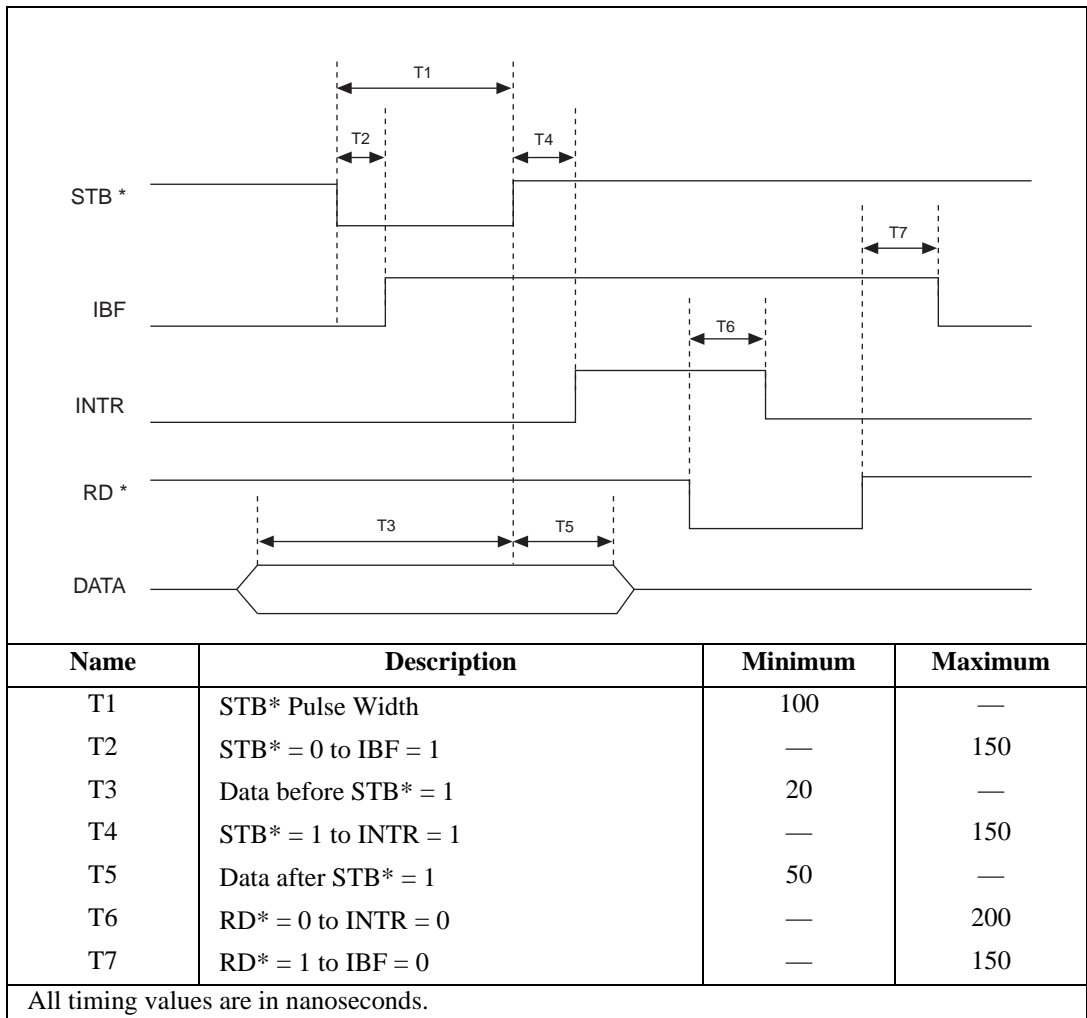 T1
T2
T4
STB *
T7
IBF
T6
INTR
RD *
T3
T5
DATA
Name Description Minimum Maximum
T1 STB* Pulse Width 100 —
T2 STB* = 0 to IBF = 1 — 150
T3 Data before STB* = 1 20 —
T4 STB* = 1 to INTR = 1 — 150
T5 Data after STB* = 1 50 —
T6 RD* = 0 to INTR = 0 — 200
T7 RD* = 1 to IBF = 0 — 150
All timing values are in nanoseconds.